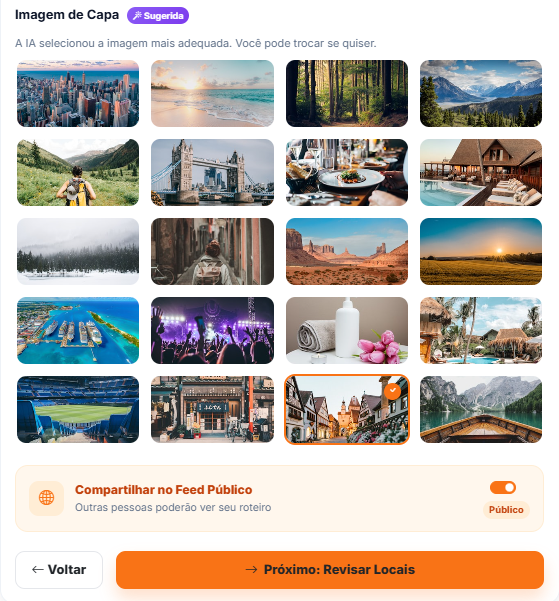 Imagem de Capa Sugerida
A IA selecionou a imagem mais adequada. Você pode trocar se quiser.
Compartilhar no Feed Público
Outras pessoas poderão ver seu roteiro
Público
← Voltar
→ Próximo: Revisar Locais